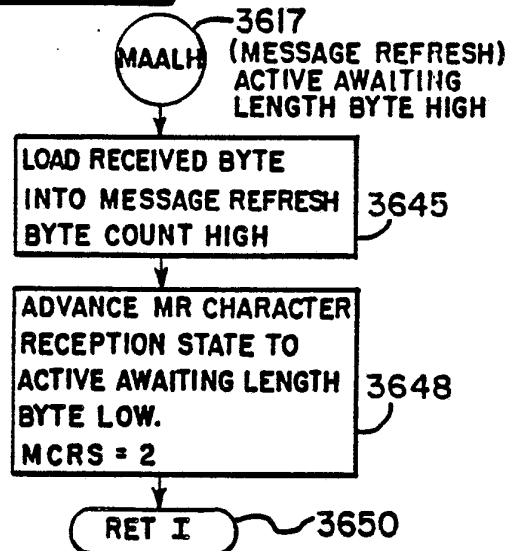 3617
MAALH
(MESSAGE REFRESH)
ACTIVE AWAITING
LENGTH BYTE HIGH
LOAD RECEIVED BYTE
INTO MESSAGE REFRESH
BYTE COUNT HIGH
3645
ADVANCE MR CHARACTER
RECEPTION STATE TO
ACTIVE AWAITING LENGTH
BYTE LOW.
MCRS = 2
3648
RET I
3650